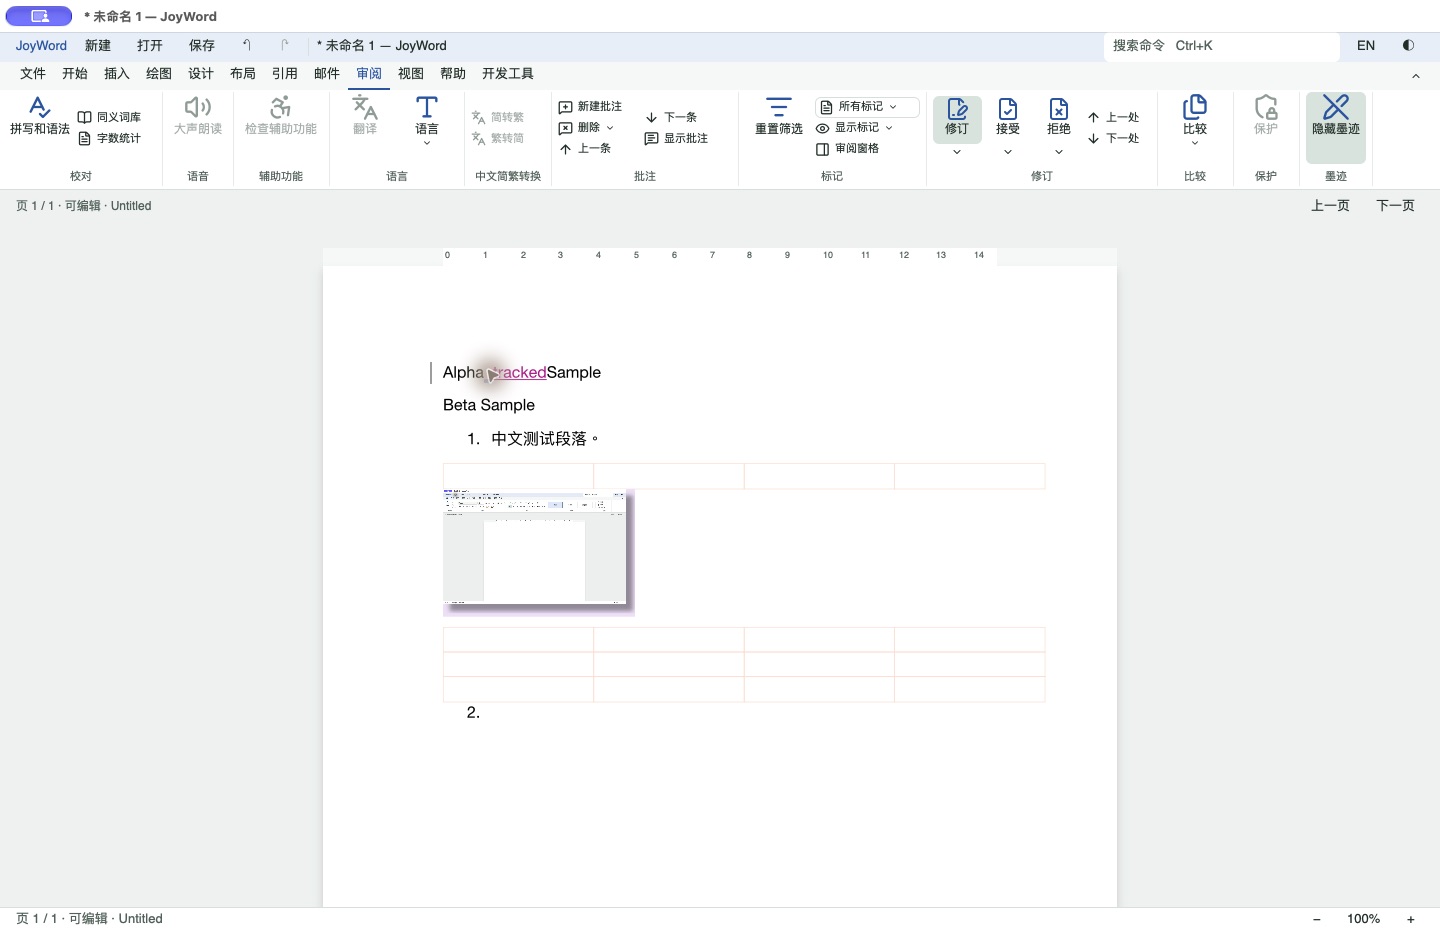 * 未命名 1 — JoyWord
JoyWord 新建 打开 保存 * 未命名 1 — JoyWord 搜索命令 Ctrl+K EN
文件 开始 插入 绘图 设计 布局 引用 邮件 审阅 视图 帮助 开发工具
拼写和语法 同义词库 字数统计 校对
大声朗读 语音
检查辅助功能 辅助功能
翻译 语言 语言
简转繁 繁转简 中文简繁转换
新建批注 删除 上一条 下一条 显示批注 批注
重置筛选 所有标记 显示标记 审阅窗格 标记
修订 接受 拒绝 上一处 下一处 修订
比较 比较
保护 保护
隐藏墨迹 墨迹
页 1 / 1 · 可编辑 · Untitled 上一页 下一页
0 1 2 3 4 5 6 7 8 9 10 11 12 13 14
Alpha trackedSample
Beta Sample
1. 中文测试段落。
2.
页 1 / 1 · 可编辑 · Untitled − 100% +